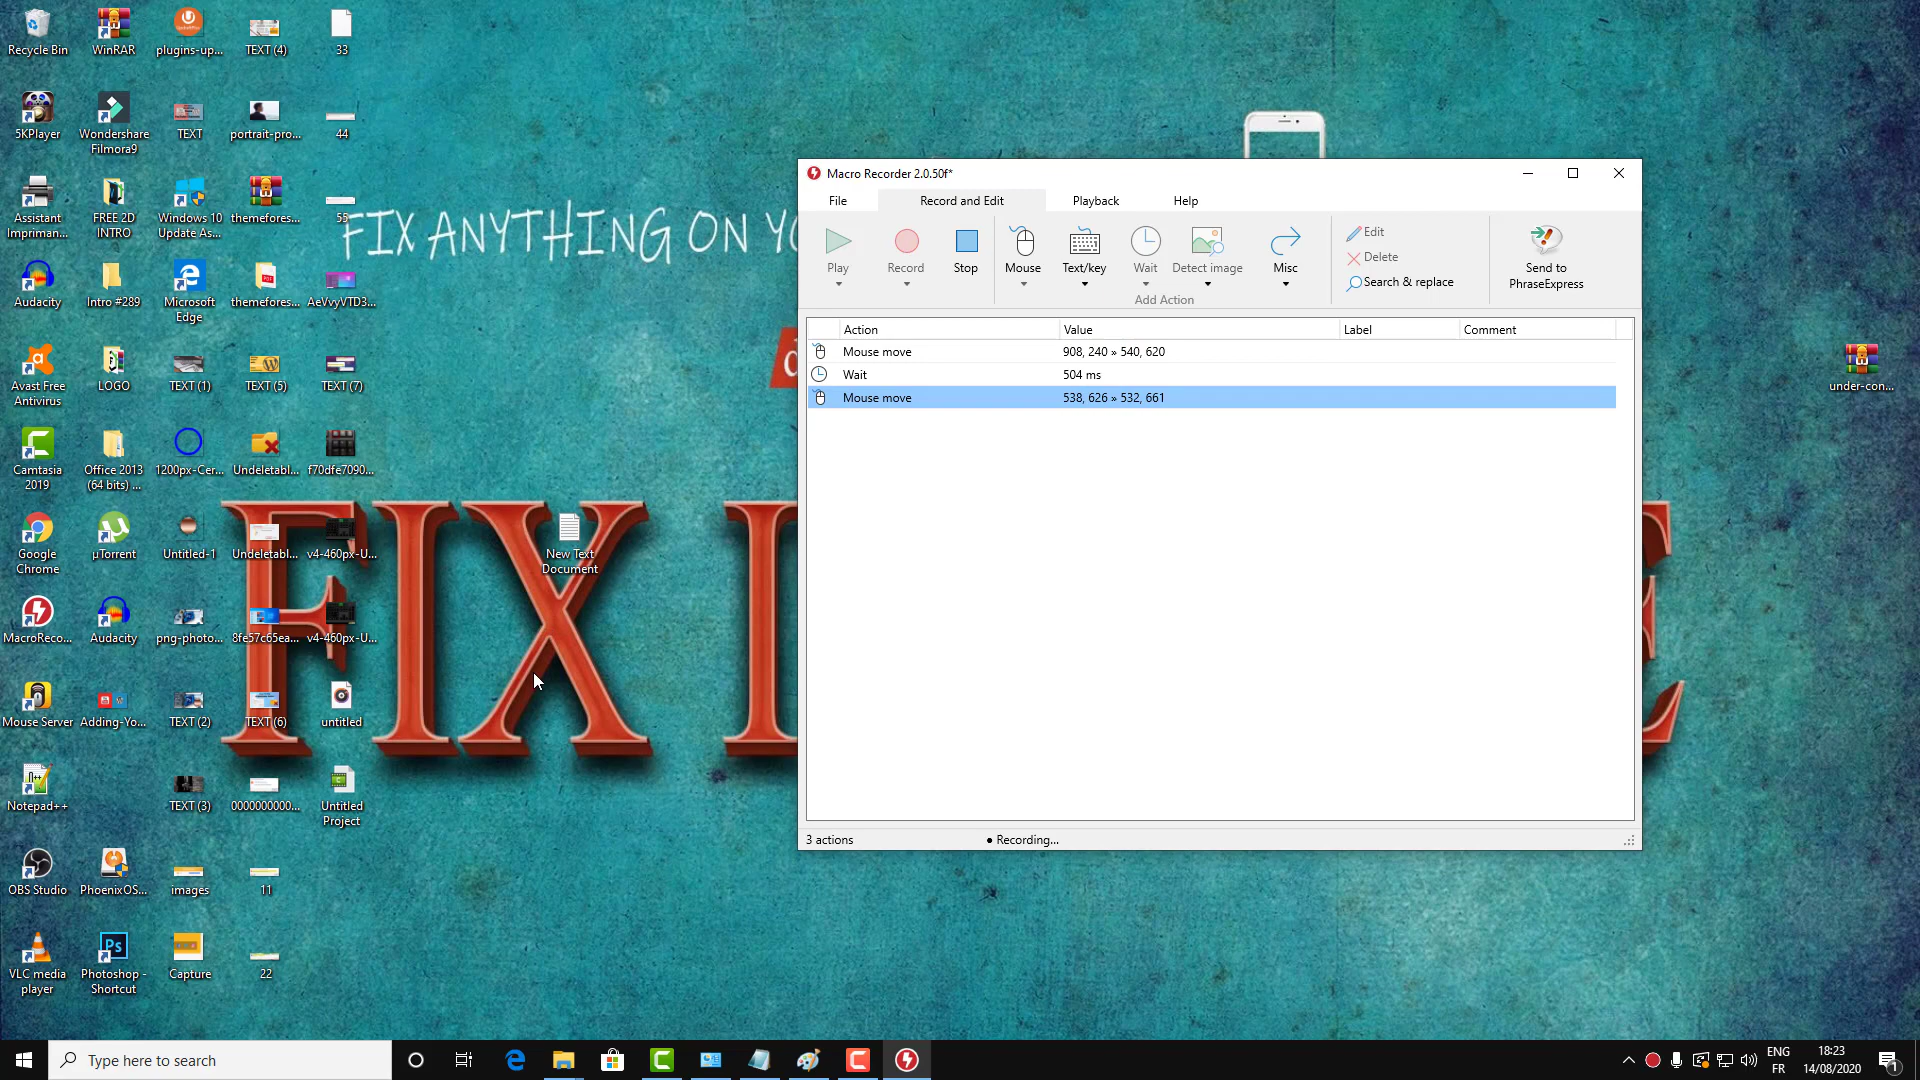 Recycle Bin
WinRAR
plugins-up...
TEXT (4)
33
5KPlayer
Wondershare
Filmora9
TEXT
portrait-pro...
44
Assistant
Impriman...
FREE 2D
INTRO
Windows 10
Update As...
themefores...
55
Audacity
Intro #289
Microsoft
Edge
themefores...
AeVvyVTD3...
Avast Free
Antivirus
LOGO
TEXT (1)
TEXT (5)
TEXT (7)
Camtasia
2019
Office 2013
(64 bits) ...
1200px-Cer...
Undeletabl...
f70dfe7090...
Google
Chrome
µTorrent
Untitled-1
Undeletabl...
v4-460px-U...
New Text
Document
MacroReco...
Audacity
png-photo...
8fe57c65ea...
v4-460px-U...
Mouse Server
Adding-Yo...
TEXT (2)
TEXT (6)
untitled
Notepad++
TEXT (3)
0000000000...
Untitled
Project
OBS Studio
PhoenixOS...
images
11
VLC media
player
Photoshop -
Shortcut
Capture
22
under-con...
FIX ANYTHING ON YO
FIX
Macro Recorder 2.0.50f*
File
Record and Edit
Playback
Help
Play
Record
Stop
Mouse
Text/key
Wait
Detect image
Misc
Add Action
Edit
Delete
Search & replace
Send to
PhraseExpress
Action Value Label Comment
Mouse move 908, 240 » 540, 620
Wait 504 ms
Mouse move 538, 626 » 532, 661
3 actions
Recording...
Type here to search
ENG
FR
18:23
14/08/2020
1